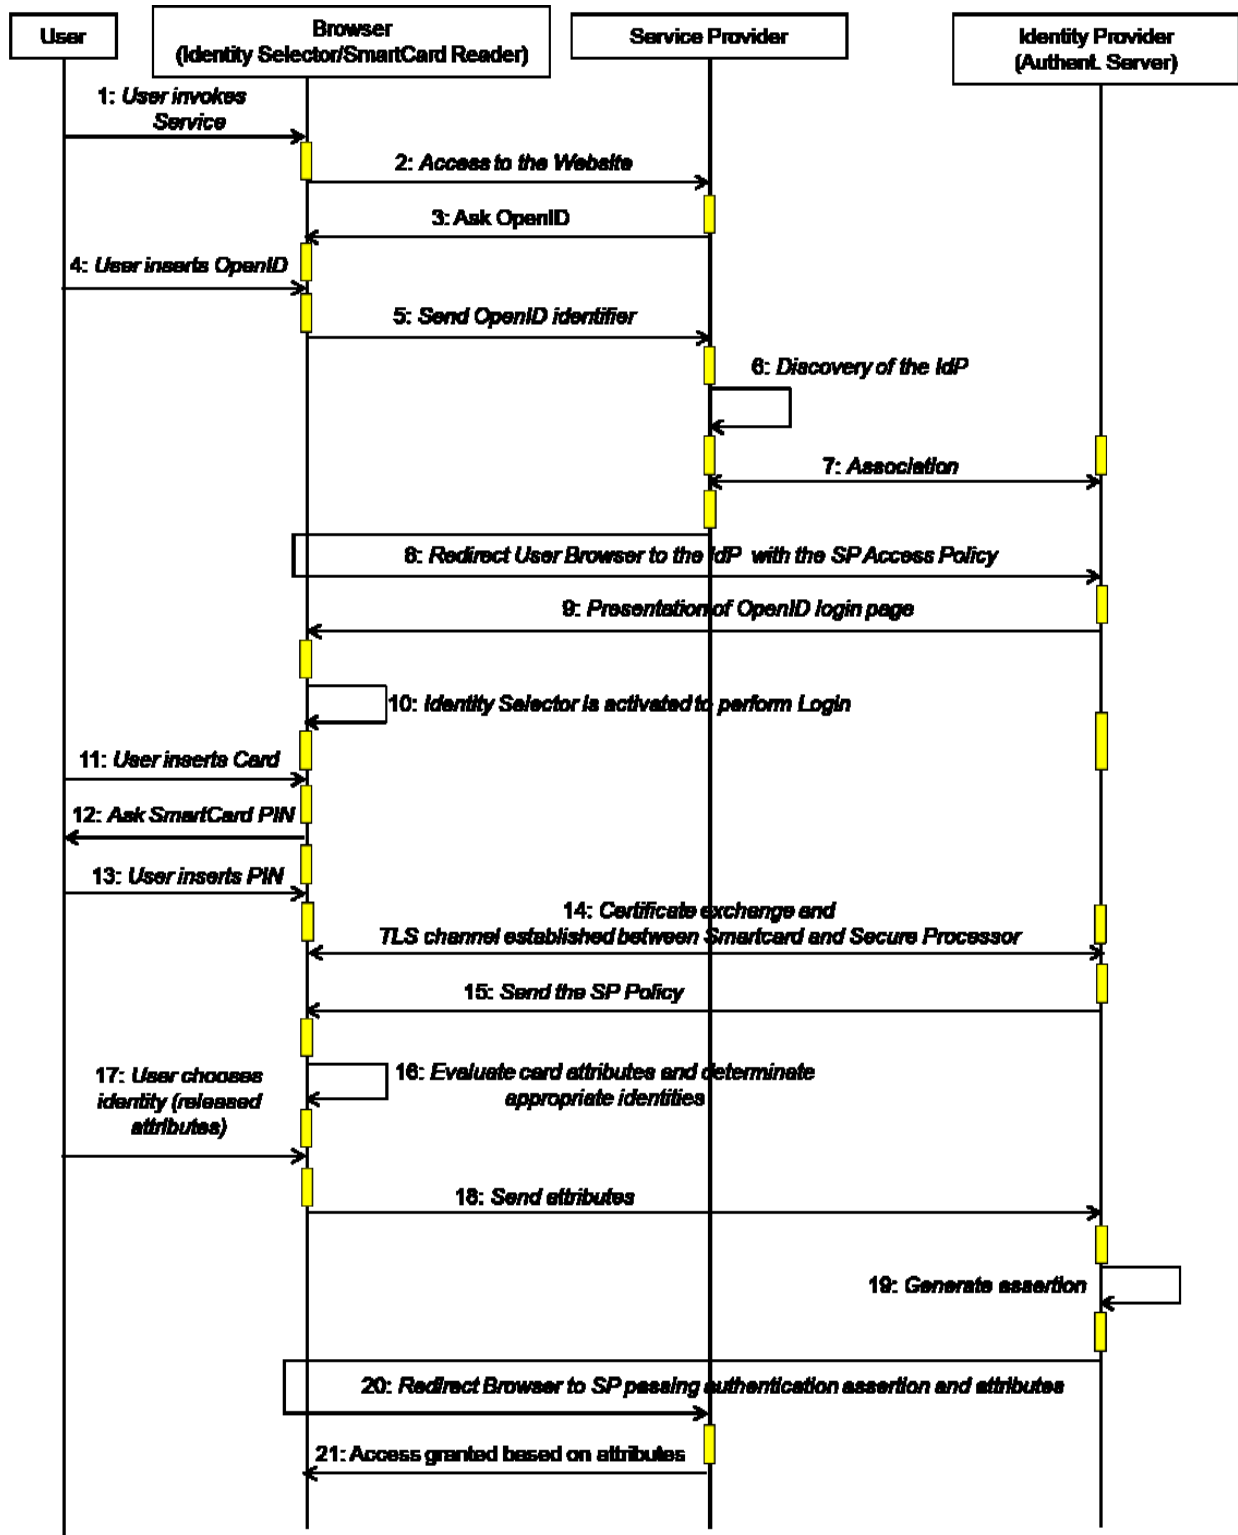 User
Browser
(Identity Selector/SmartCard Reader)
Service Provider
Identity Provider
(Authent. Server)
1: User invokes
Service
2: Access to the Website
3: Ask OpenID
4: User inserts OpenID
5: Send OpenID identifier
6: Discovery of the IdP
7: Association
8: Redirect User Browser to the IdP with the SP Access Policy
9: Presentation of OpenID login page
10: Identity Selector is activated to perform Login
11: User inserts Card
12: Ask SmartCard PIN
13: User inserts PIN
14: Certificate exchange and
TLS channel established between Smartcard and Secure Processor
15: Send the SP Policy
16: Evaluate card attributes and determinate
appropriate identities
17: User chooses
identity (released
attributes)
18: Send attributes
19: Generate assertion
20: Redirect Browser to SP passing authentication assertion and attributes
21: Access granted based on attributes